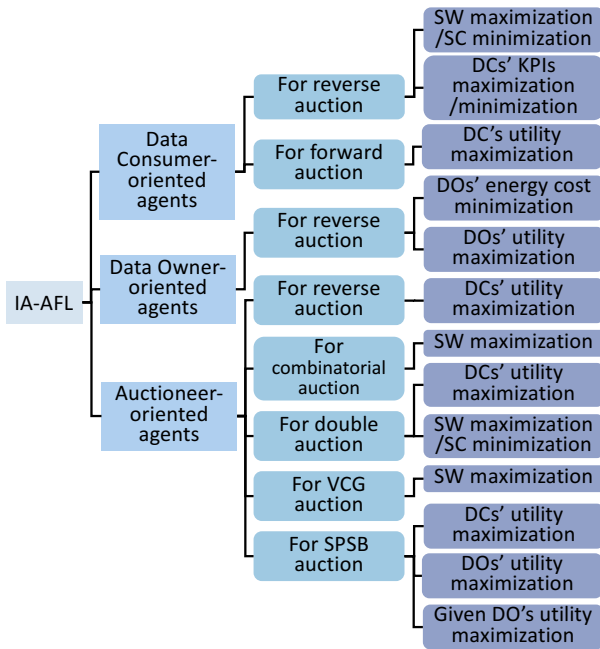 IA-AFL
Data
Consumer-
oriented
agents
For reverse
auction
SW maximization
/SC minimization
DCs' KPIs
maximization
/minimization
For forward
auction
DC's utility
maximization
Data Owner-
oriented agents
For reverse
auction
DOs' energy cost
minimization
DOs' utility
maximization
Auctioneer-
oriented
agents
For reverse
auction
DCs' utility
maximization
For
combinatorial
auction
SW maximization
For double
auction
DCs' utility
maximization
SW maximization
/SC minimization
For VCG
auction
SW maximization
For SPSB
auction
DCs' utility
maximization
DOs' utility
maximization
Given DO's utility
maximization